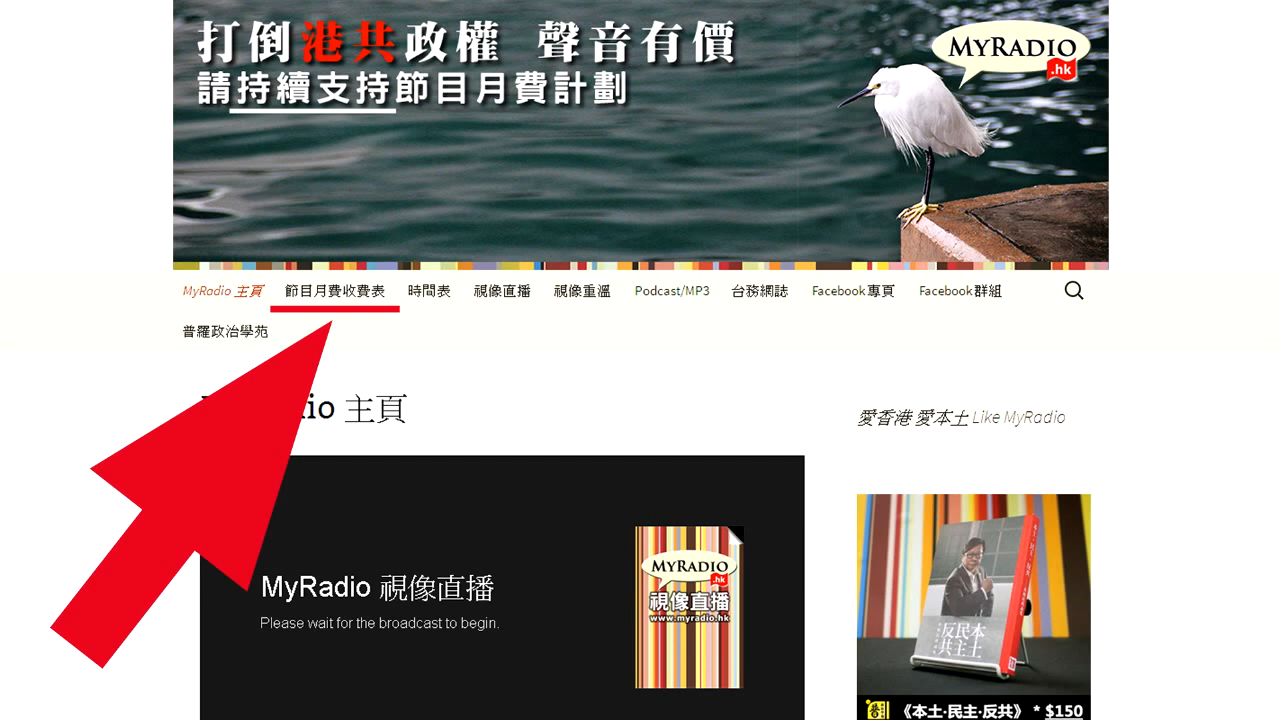 打倒港共政權 聲音有價
請持續支持節目月費計劃
MYRADIO
.hk
MyRadio 主頁 節目月費收費表 時間表 視像直播 視像重溫 Podcast/MP3 台務網誌 Facebook專頁 Facebook群組
普羅政治學苑
dio 主頁
愛香港 愛本土 Like MyRadio
MyRadio 視像直播
Please wait for the broadcast to begin.
MYRADIO
.hk
視像直播
www.myradio.hk
本土
民主
反共
《本土·民主·反共》 * $150